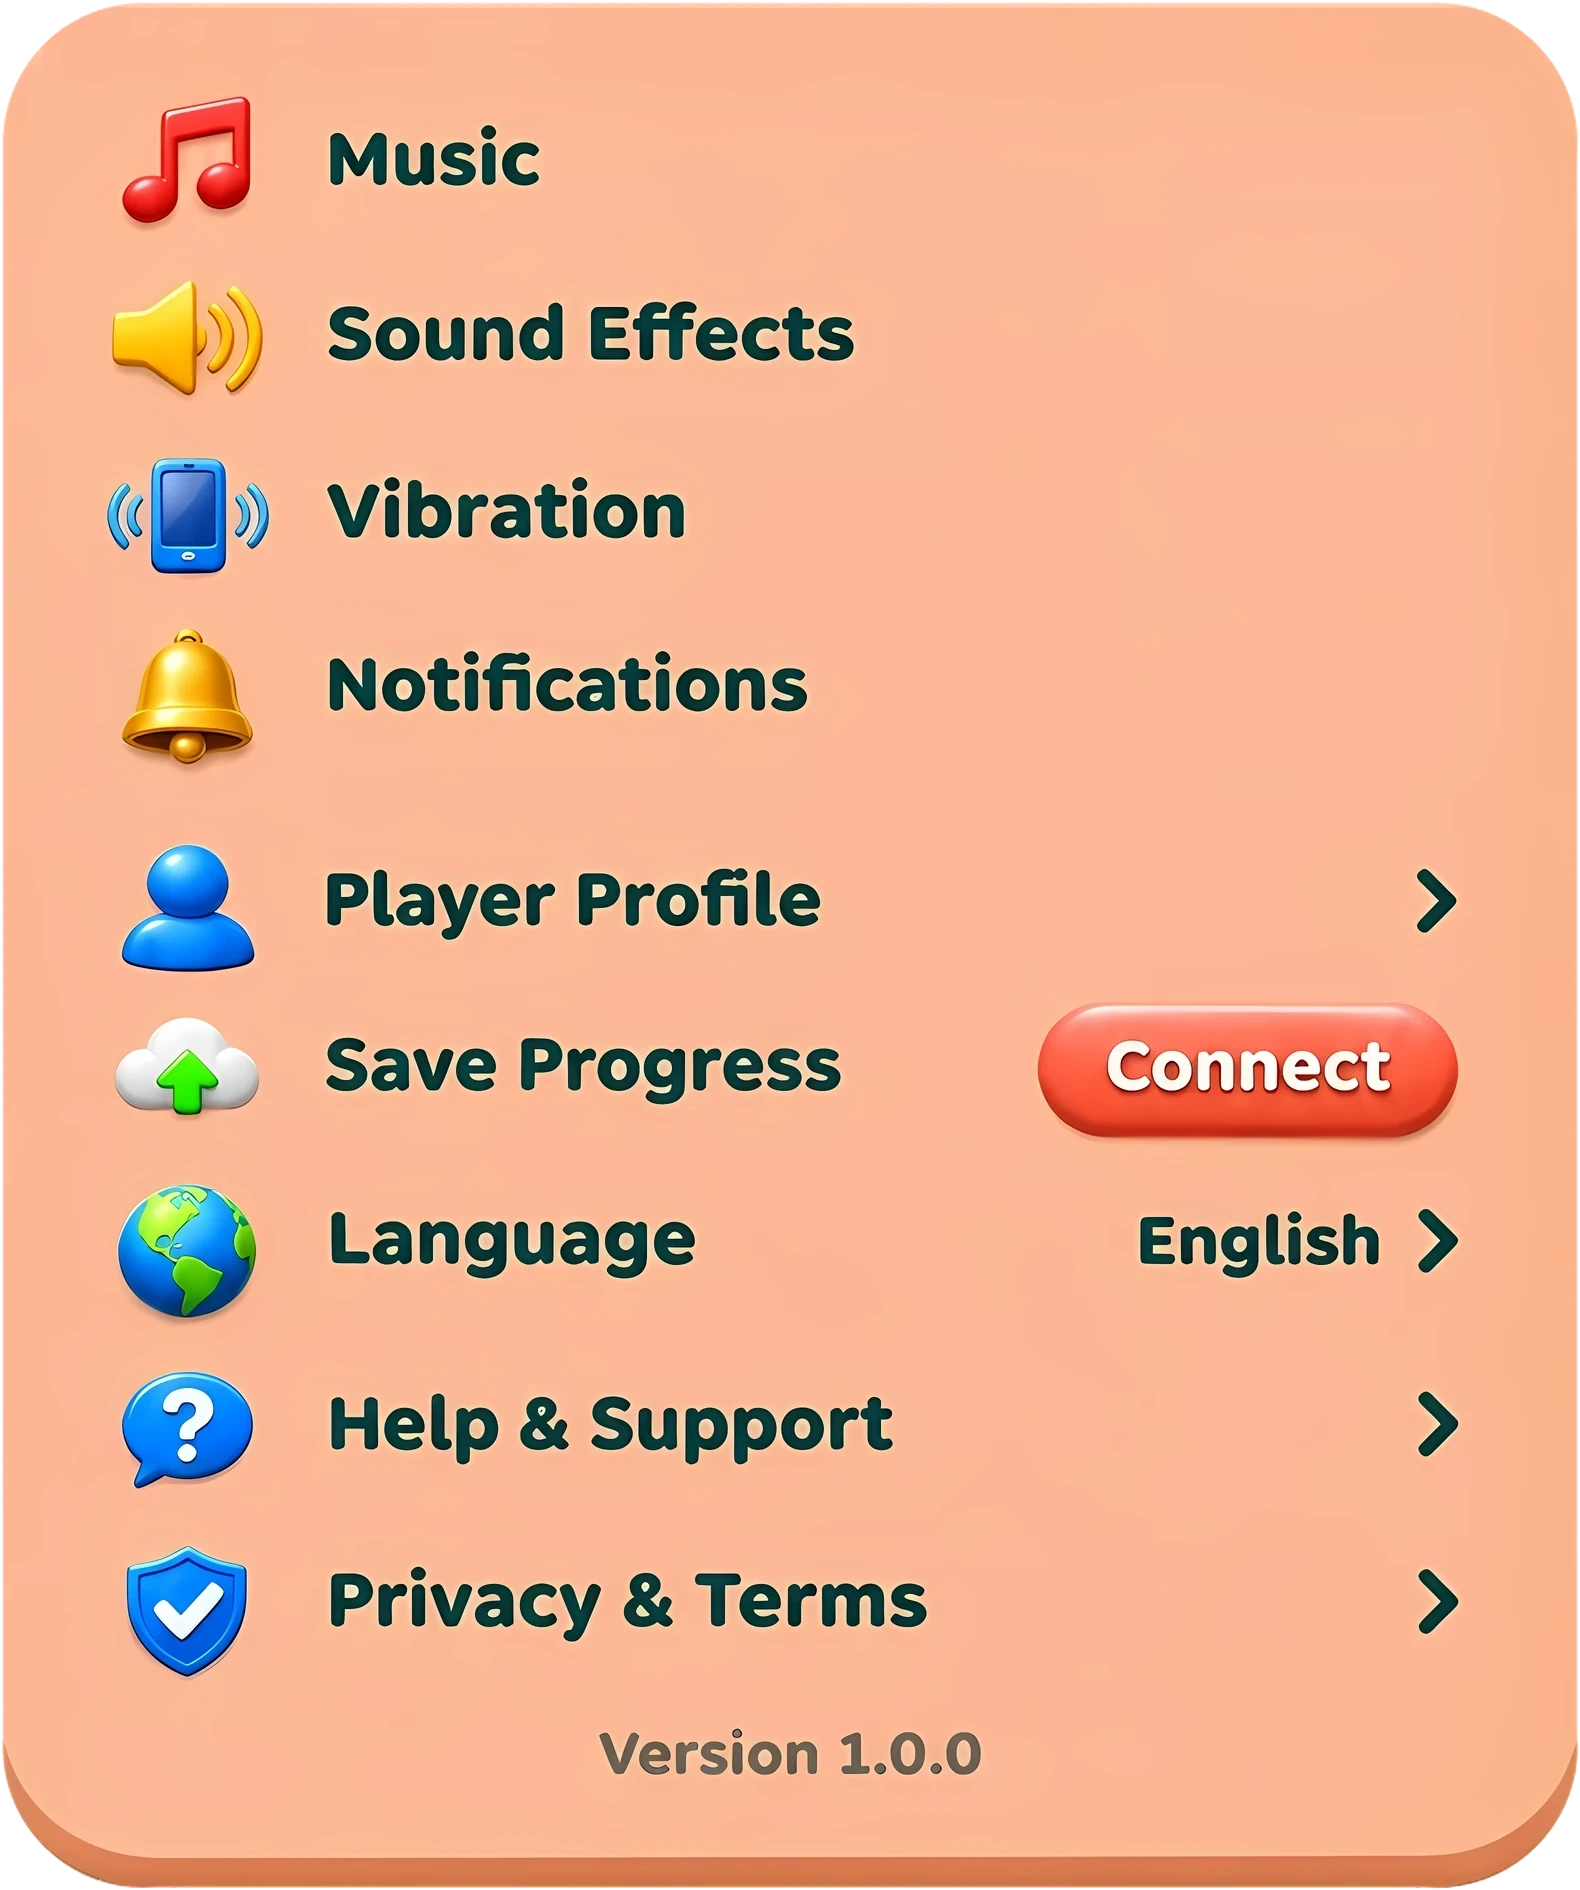 Music
Sound Effects
Vibration
Notifications
Player Profile
Save Progress Connect
Language English
Help & Support
Privacy & Terms
Version 1.0.0